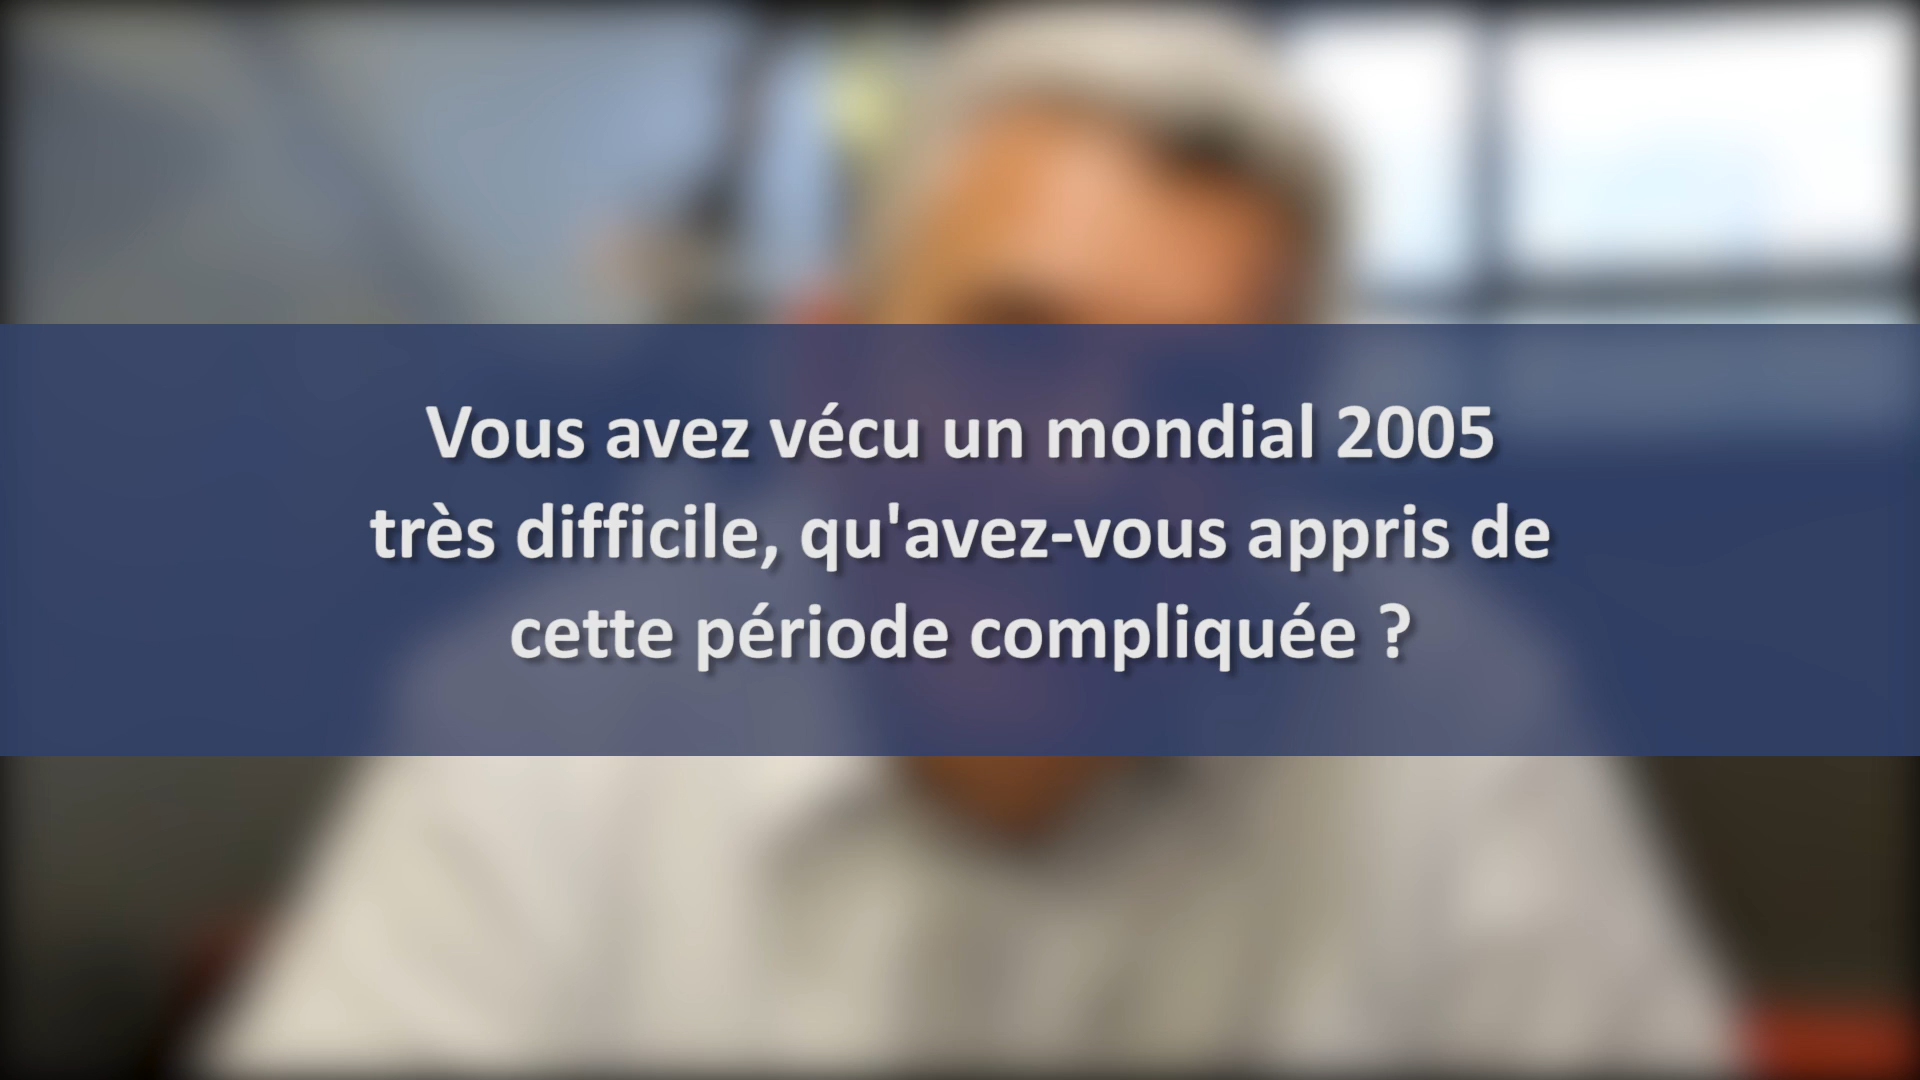 Vous avez vécu un mondial 2005
très difficile, qu'avez-vous appris de
cette période compliquée ?